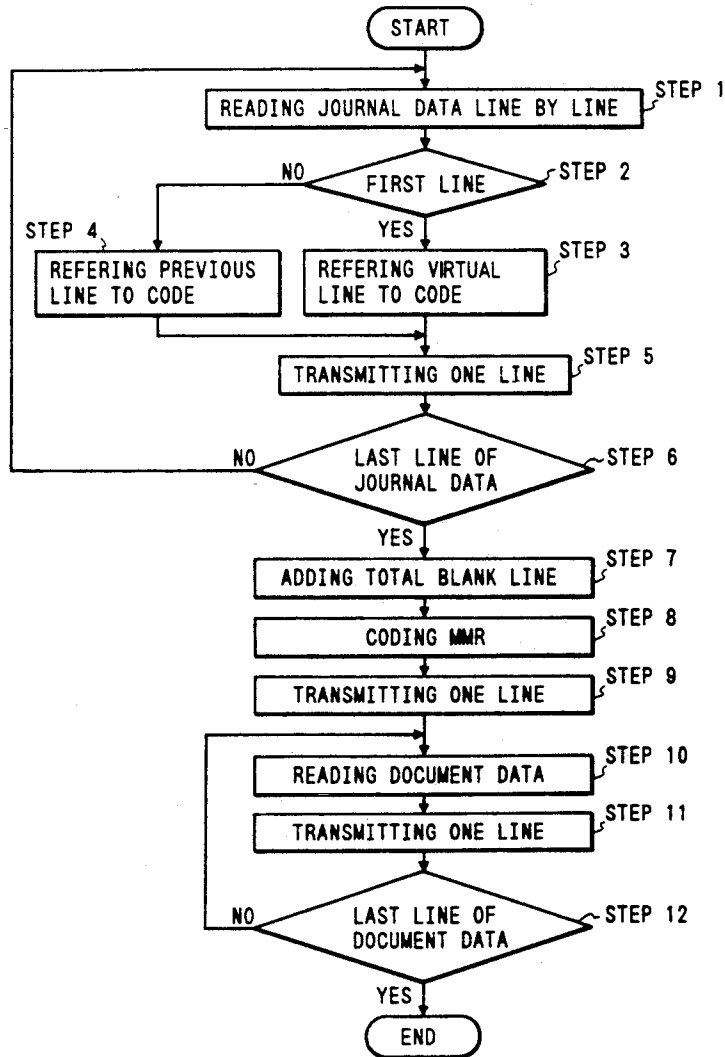 START
READING JOURNAL DATA LINE BY LINE
STEP 1
NO
FIRST LINE
STEP 2
YES
STEP 4
REFERING PREVIOUS
LINE TO CODE
REFERING VIRTUAL
LINE TO CODE
STEP 3
TRANSMITTING ONE LINE
STEP 5
NO
LAST LINE OF
JOURNAL DATA
STEP 6
YES
ADDING TOTAL BLANK LINE
STEP 7
CODING MMR
STEP 8
TRANSMITTING ONE LINE
STEP 9
READING DOCUMENT DATA
STEP 10
TRANSMITTING ONE LINE
STEP 11
NO
LAST LINE OF
DOCUMENT DATA
STEP 12
YES
END